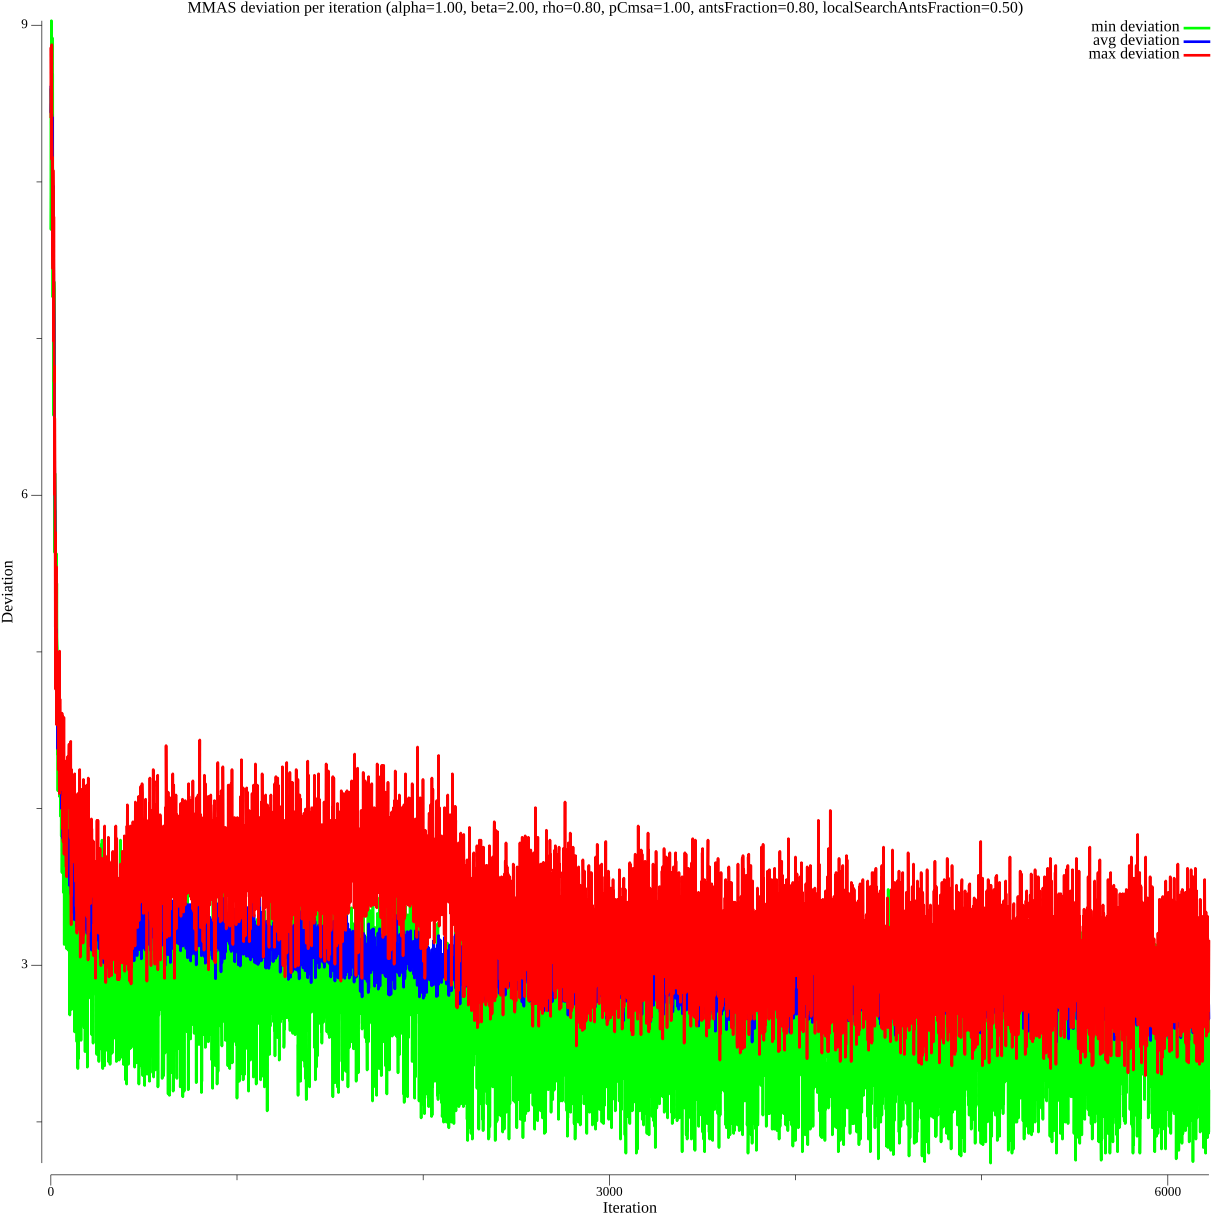 MMAS deviation per iteration (alpha=1.00, beta=2.00, rho=0.80, pCmsa=1.00, antsFraction=0.80, localSearchAntsFraction=0.50)
min deviation
avg deviation
max deviation
9
6
3
Deviation
0
3000
6000
Iteration